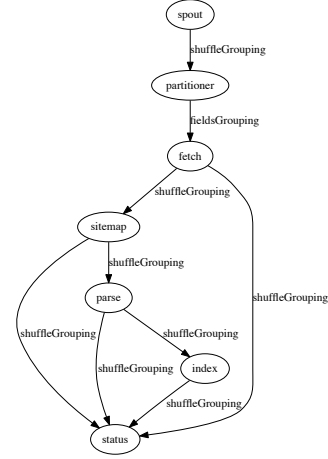 spout
shuffleGrouping
partitioner
fieldsGrouping
fetch
shuffleGrouping
sitemap
shuffleGrouping
parse
shuffleGrouping
shuffleGrouping
shuffleGrouping
shuffleGrouping
index
shuffleGrouping
status